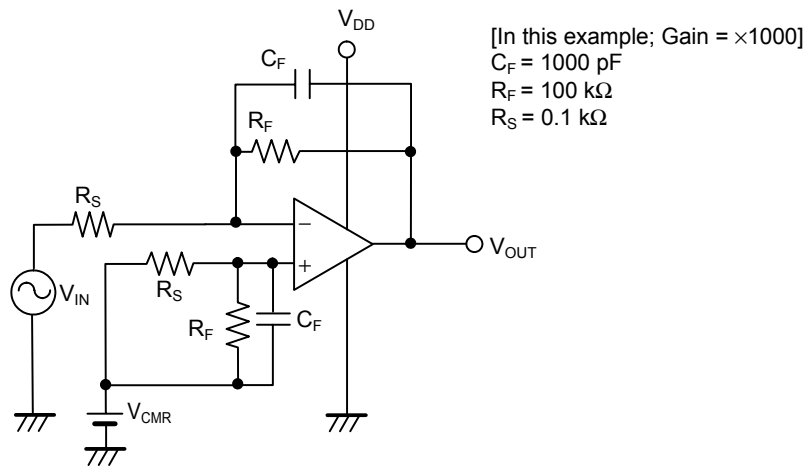 V_DD
[In this example; Gain = ×1000]
C_F = 1000 pF
R_F = 100 kΩ
R_S = 0.1 kΩ
C_F
R_F
R_S
−
+
V_OUT
R_S
V_IN
R_F
C_F
V_CMR